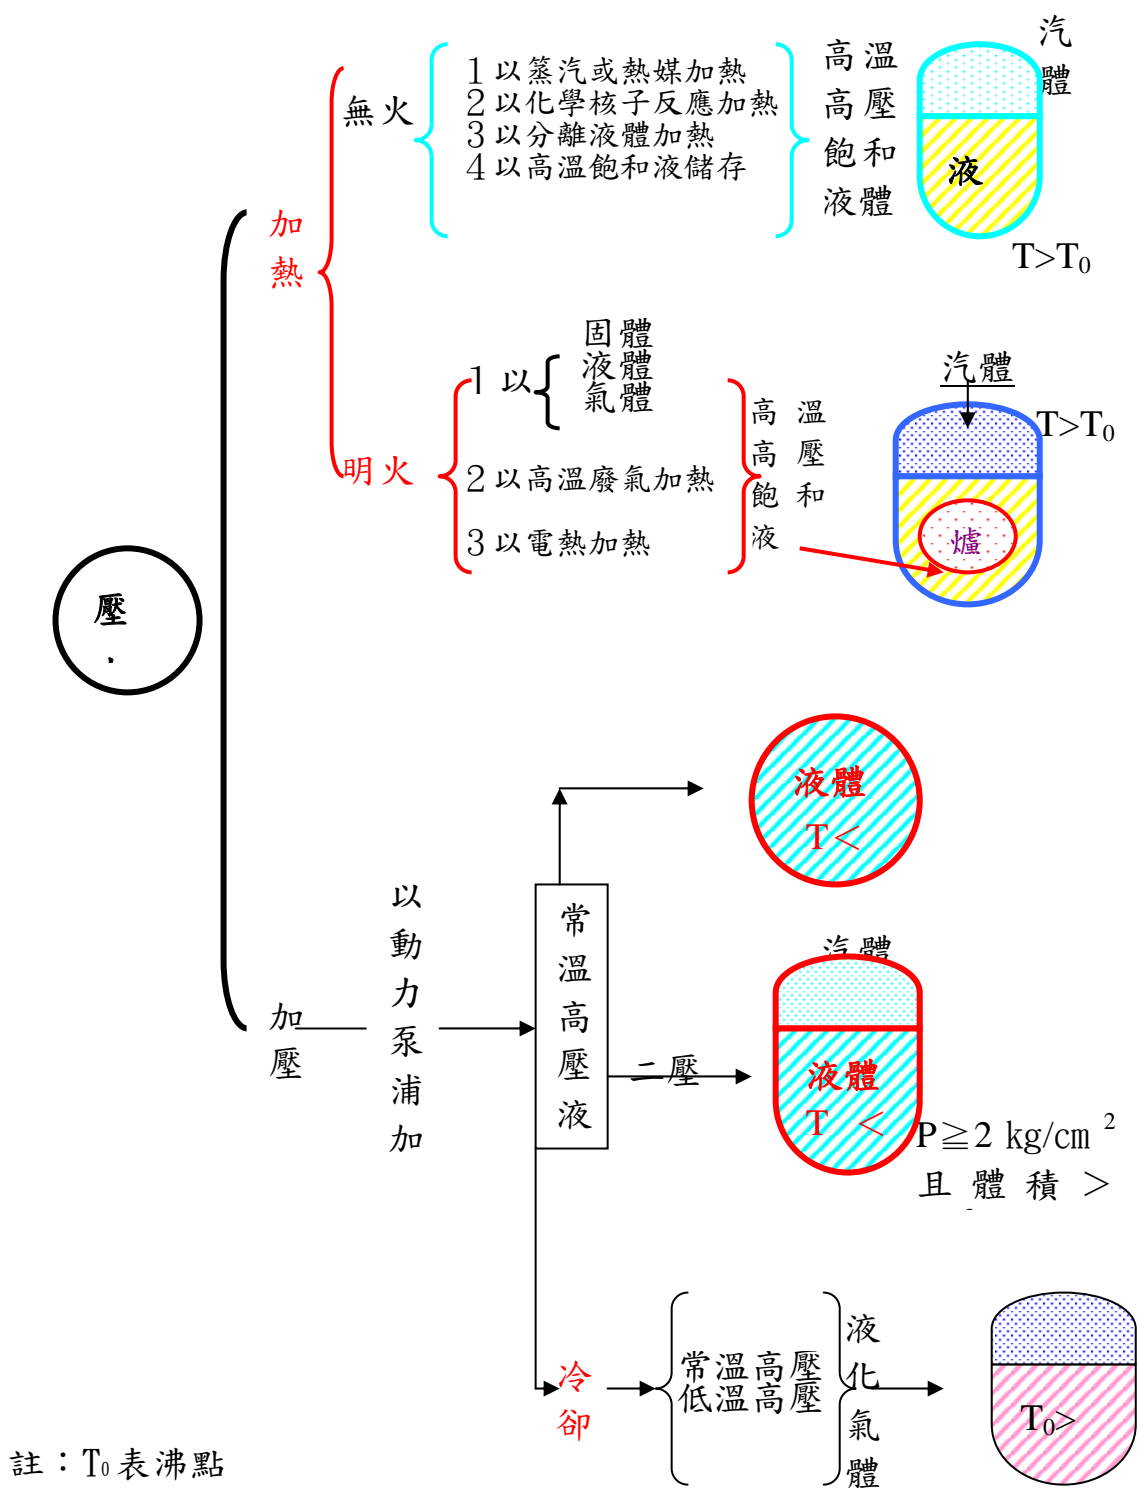 壓
加熱
無火
1 以蒸汽或熱媒加熱
2 以化學核子反應加熱
3 以分離液體加熱
4 以高溫飽和液儲存
高溫
高壓
飽和
液體
汽體
液
T>T0
明火
1 以
固體
液體
氣體
2 以高溫廢氣加熱
3 以電熱加熱
高溫
高壓
飽和
液
汽體
T>T0
爐
加壓
以動力泵浦加
常溫高壓液
液體
T<
二壓
汽體
液體
T <
P≧2 kg/cm 2
且體積>
冷卻
常溫高壓
低溫高壓
液化氣體
T0>
註：T0表沸點